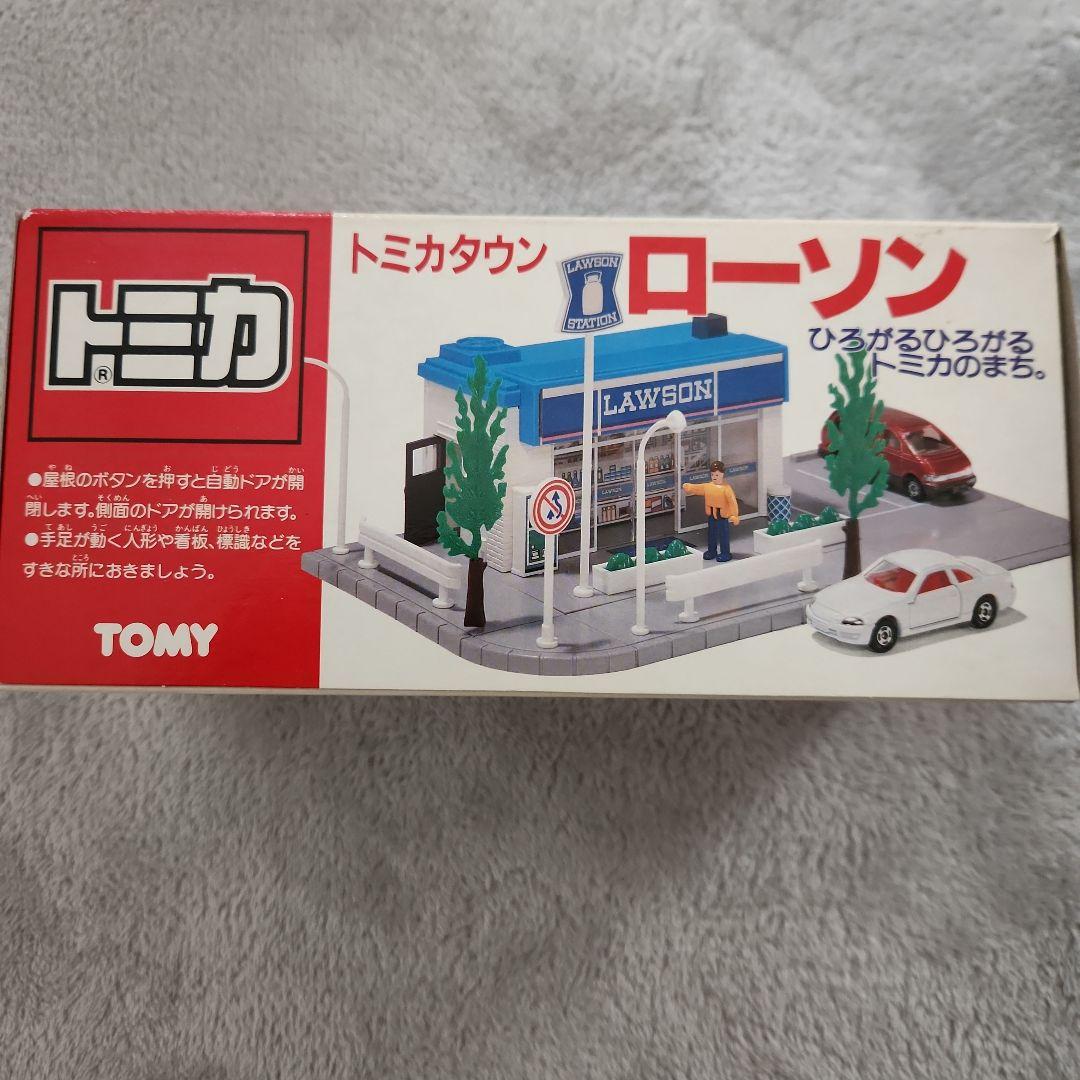 トミカ®
●屋根のボタンを押すと自動ドアが開
閉します。側面のドアが開けられます。
●手足が動く人形や看板、標識などを
すきな所におきましょう。
TOMY
トミカタウン
ローソン
ひろがるひろがる
トミカのまち。
LAWSON
STATION
LAWSON